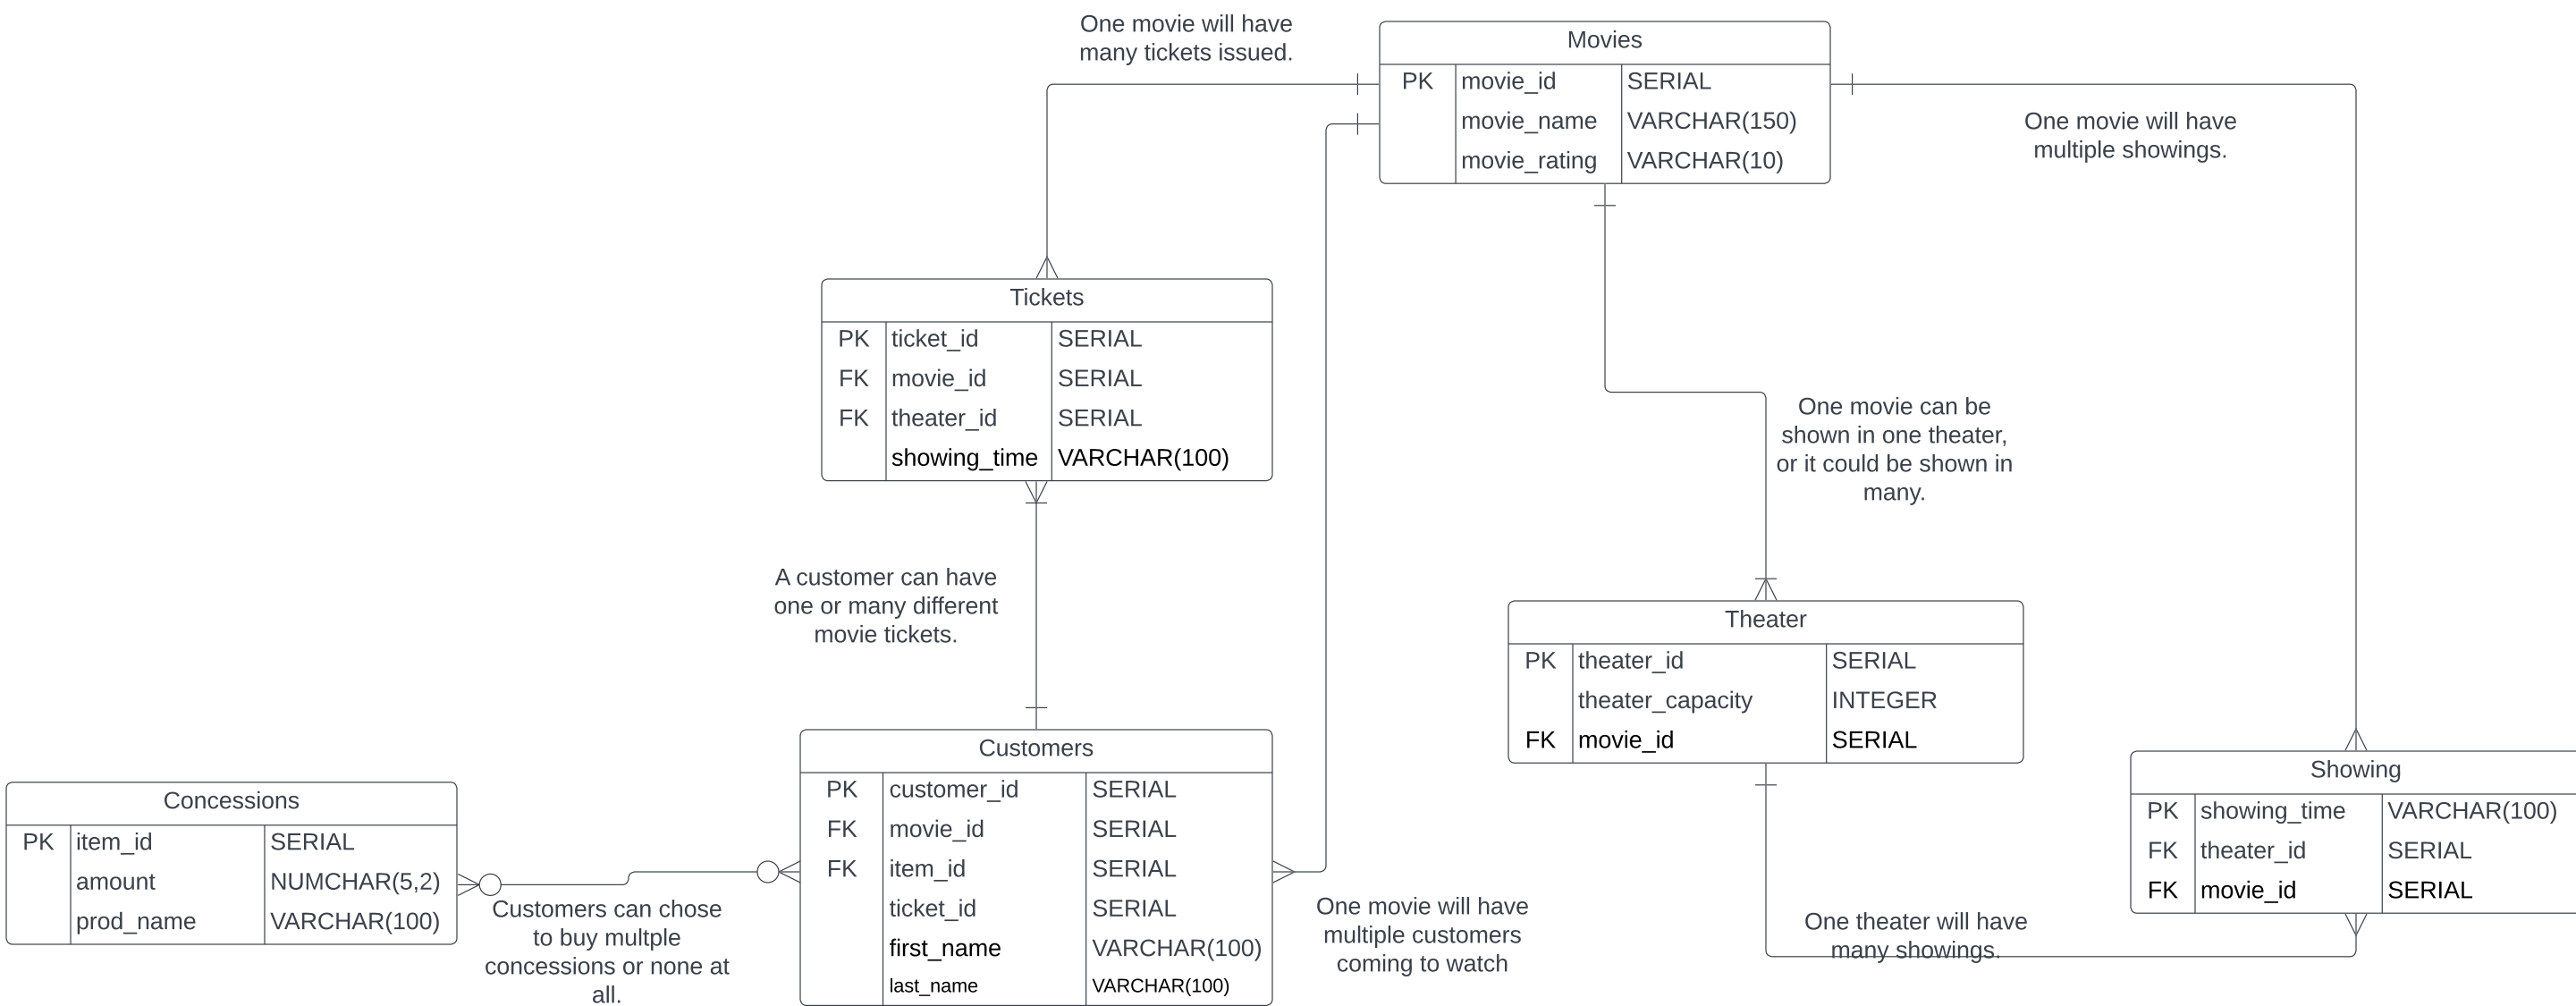 One movie will have
many tickets issued.
Movies
PK movie_id SERIAL
movie_name VARCHAR(150)
movie_rating VARCHAR(10)
One movie will have
multiple showings.
Tickets
PK ticket_id SERIAL
FK movie_id SERIAL
FK theater_id SERIAL
showing_time VARCHAR(100)
One movie can be
shown in one theater,
or it could be shown in
many.
A customer can have
one or many different
movie tickets.
Theater
PK theater_id SERIAL
theater_capacity INTEGER
FK movie_id SERIAL
Customers
PK customer_id SERIAL
FK movie_id SERIAL
FK item_id SERIAL
ticket_id SERIAL
first_name VARCHAR(100)
last_name VARCHAR(100)
Showing
PK showing_time VARCHAR(100)
FK theater_id SERIAL
FK movie_id SERIAL
Concessions
PK item_id SERIAL
amount NUMCHAR(5,2)
prod_name VARCHAR(100)
Customers can chose
to buy multple
concessions or none at
all.
One movie will have
multiple customers
coming to watch
One theater will have
many showings.